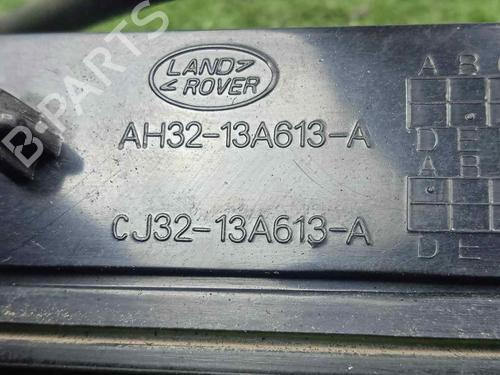 B-PARTS
LAND
ROVER
AH32-13A613-A
CJ32-13A613-A
A B C
D E
A B
D E